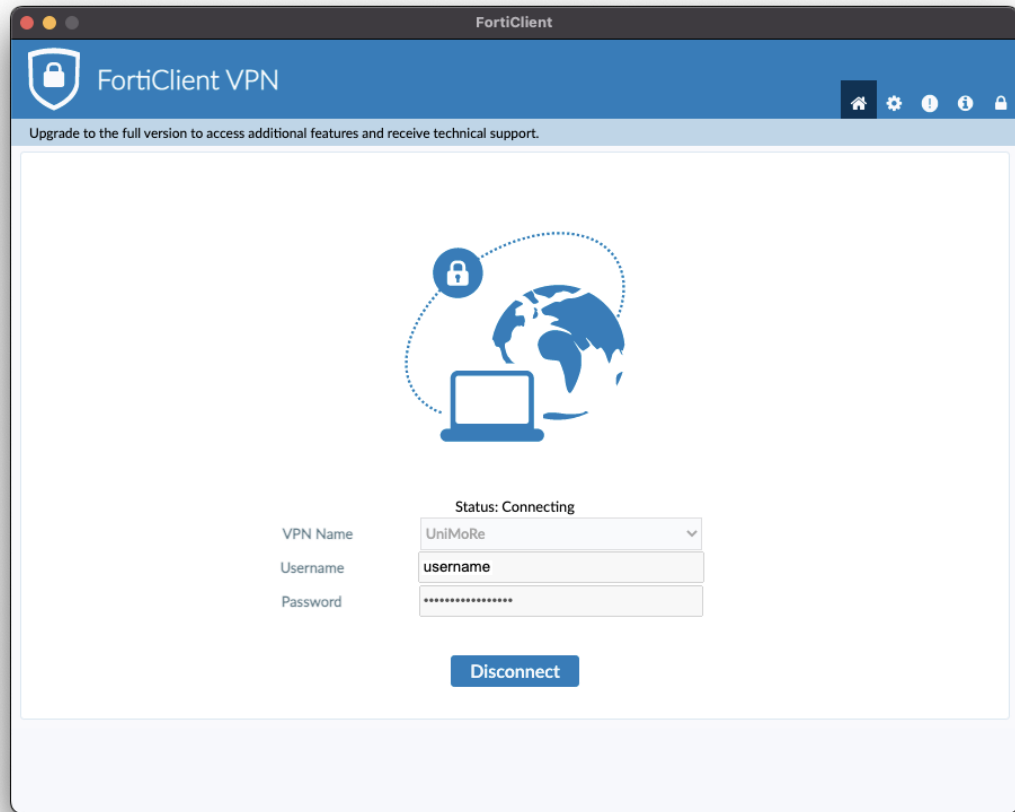 FortiClient
FortiClient VPN
Upgrade to the full version to access additional features and receive technical support.
Status: Connecting
VPN Name
UniMoRe
Username
username
Password
•••••••••••••••••
Disconnect